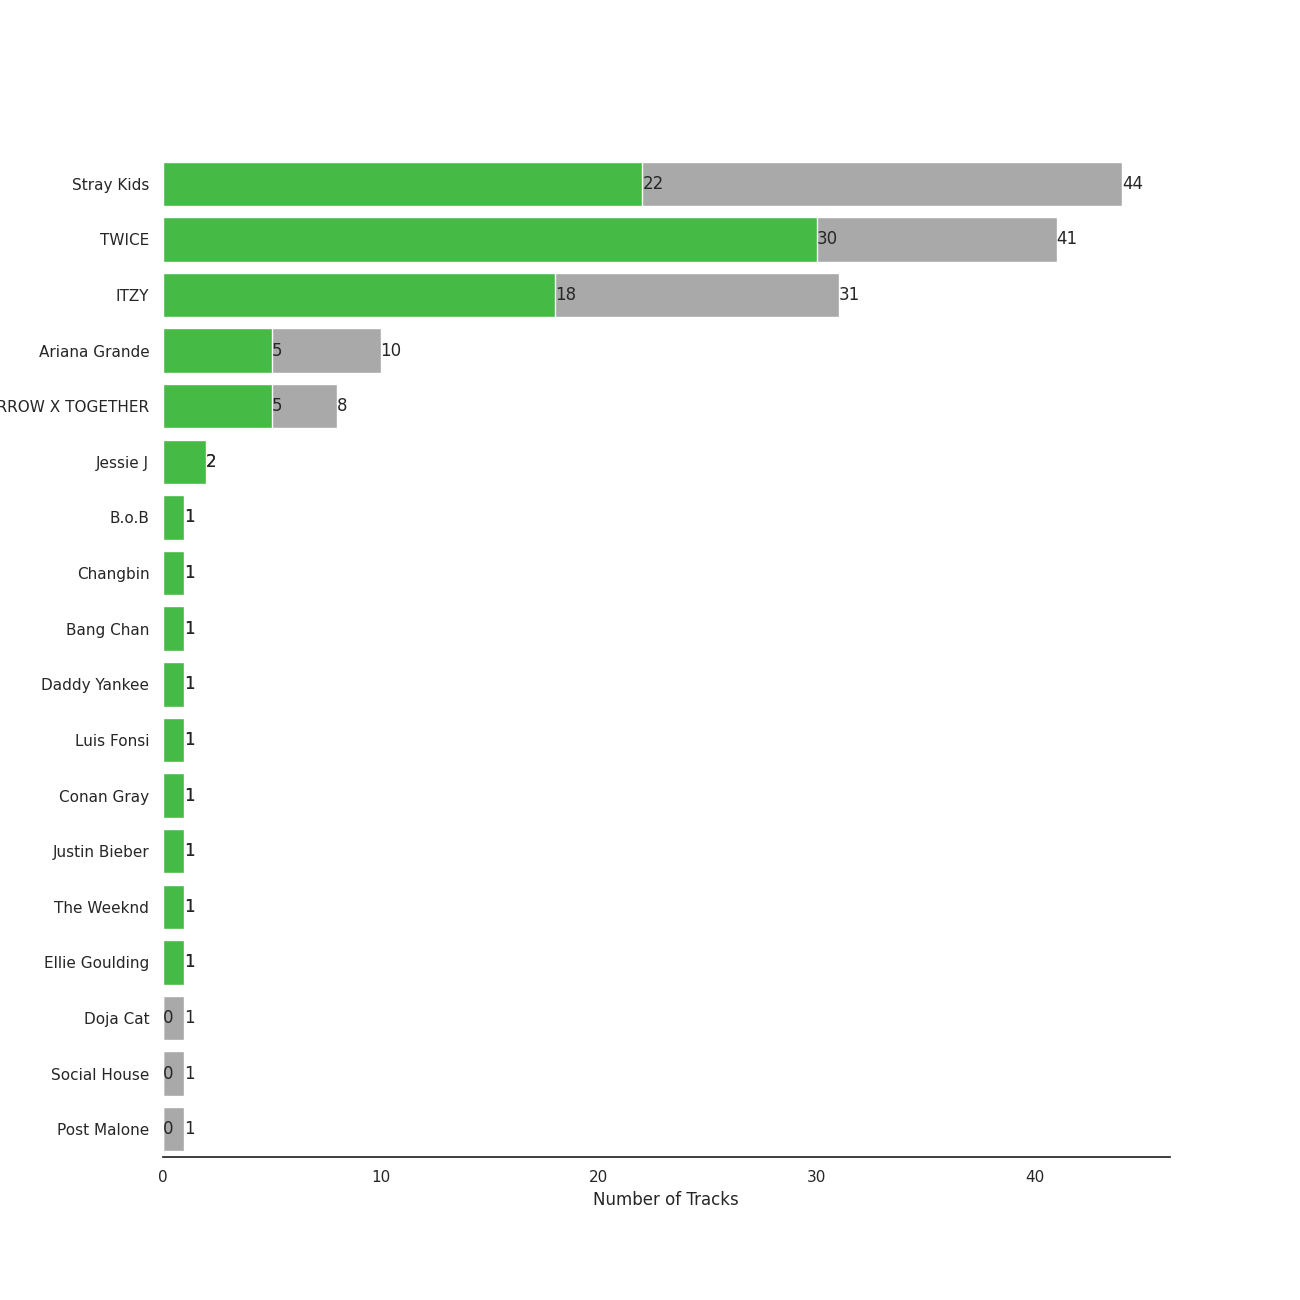 Stray Kids 22 44
TWICE 30 41
ITZY 18 31
Ariana Grande 5 10
RROW X TOGETHER 5 8
Jessie J 2
B.o.B 1
Changbin 1
Bang Chan 1
Daddy Yankee 1
Luis Fonsi 1
Conan Gray 1
Justin Bieber 1
The Weeknd 1
Ellie Goulding 1
Doja Cat 0 1
Social House 0 1
Post Malone 0 1
0 10 20 30 40
Number of Tracks